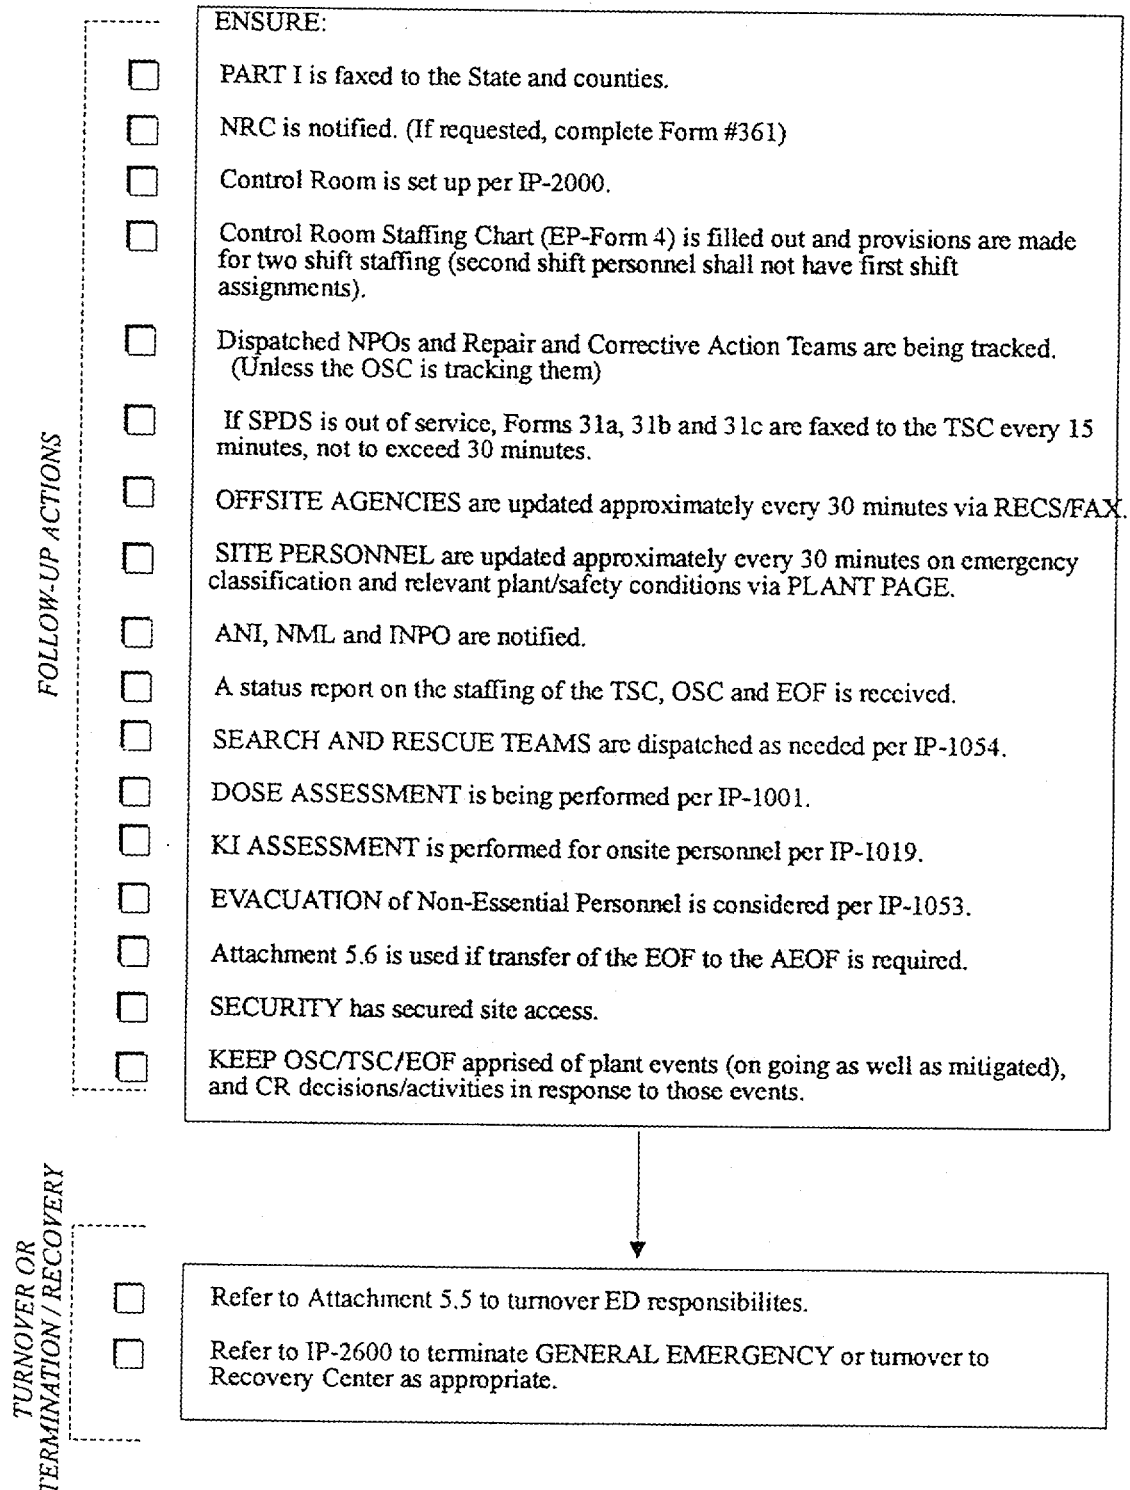 ENSURE:
PART I is faxed to the State and counties.
NRC is notified. (If requested, complete Form #361)
Control Room is set up per IP-2000.
Control Room Staffing Chart (EP-Form 4) is filled out and provisions are made
for two shift staffing (second shift personnel shall not have first shift
assignments).
Dispatched NPOs and Repair and Corrective Action Teams are being tracked.
(Unless the OSC is tracking them)
If SPDS is out of service, Forms 31a, 31b and 31c are faxed to the TSC every 15
minutes, not to exceed 30 minutes.
OFFSITE AGENCIES are updated approximately every 30 minutes via RECS/FAX.
SITE PERSONNEL are updated approximately every 30 minutes on emergency
classification and relevant plant/safety conditions via PLANT PAGE.
ANI, NML and INPO are notified.
A status report on the staffing of the TSC, OSC and EOF is received.
SEARCH AND RESCUE TEAMS are dispatched as needed per IP-1054.
DOSE ASSESSMENT is being performed per IP-1001.
KI ASSESSMENT is performed for onsite personnel per IP-1019.
EVACUATION of Non-Essential Personnel is considered per IP-1053.
Attachment 5.6 is used if transfer of the EOF to the AEOF is required.
SECURITY has secured site access.
KEEP OSC/TSC/EOF apprised of plant events (on going as well as mitigated),
and CR decisions/activities in response to those events.
FOLLOW-UP ACTIONS
Refer to Attachment 5.5 to turnover ED responsibilites.
Refer to IP-2600 to terminate GENERAL EMERGENCY or turnover to
Recovery Center as appropriate.
TURNOVER OR
TERMINATION / RECOVERY